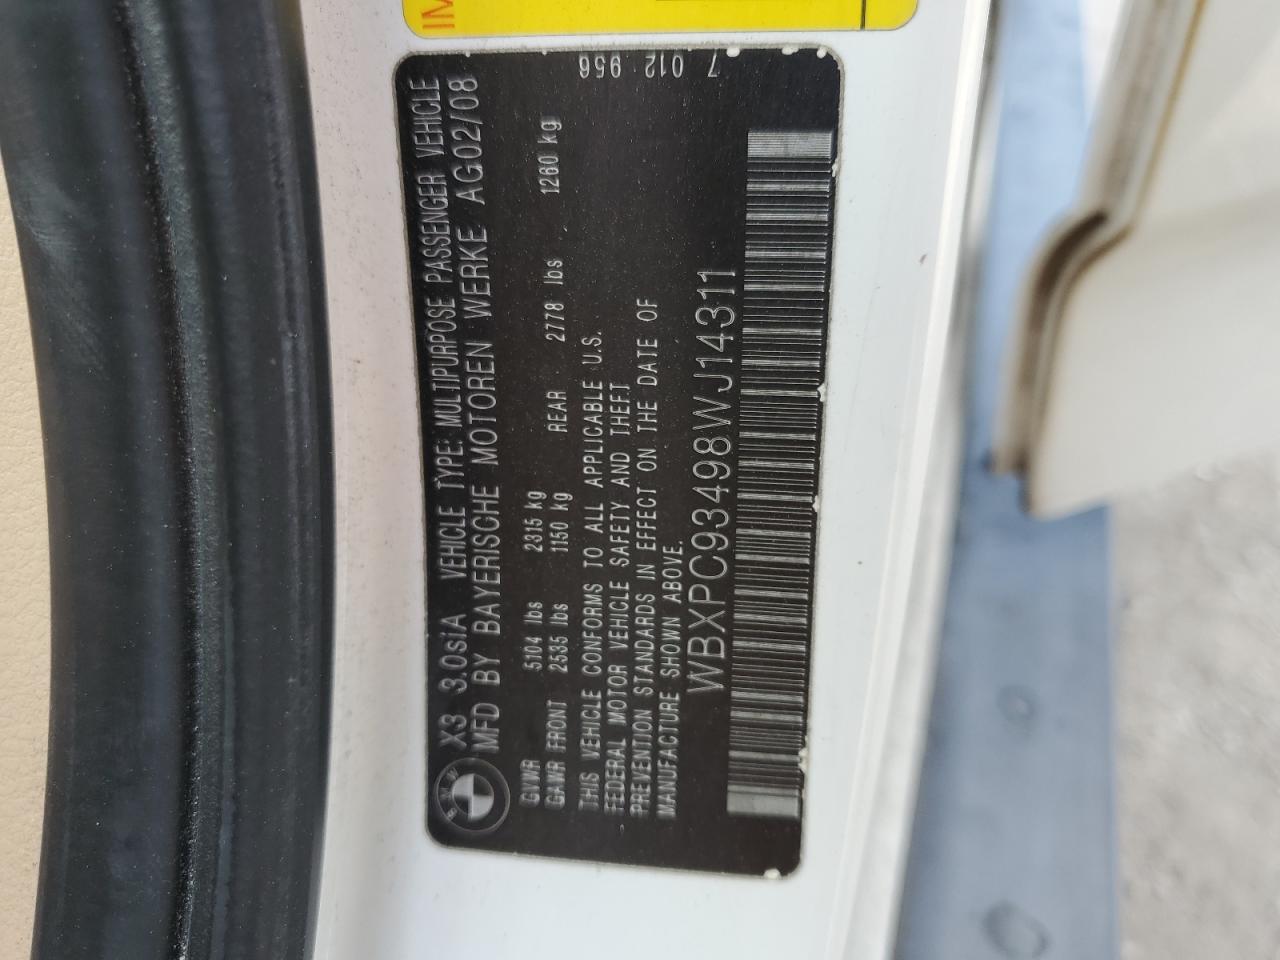 IM
BMW
X3 3.0siA VEHICLE TYPE: MULTIPURPOSE PASSENGER VEHICLE
MFD BY BAYERISCHE MOTOREN WERKE AG02/08
GVWR 5104 lbs 2315 kg
GAWR FRONT 2535 lbs 1150 kg REAR 2778 lbs 1260 kg
THIS VEHICLE CONFORMS TO ALL APPLICABLE U.S.
FEDERAL MOTOR VEHICLE SAFETY AND THEFT
PREVENTION STANDARDS IN EFFECT ON THE DATE OF
MANUFACTURE SHOWN ABOVE.
WBXPC93498WJ14311
7 012 958